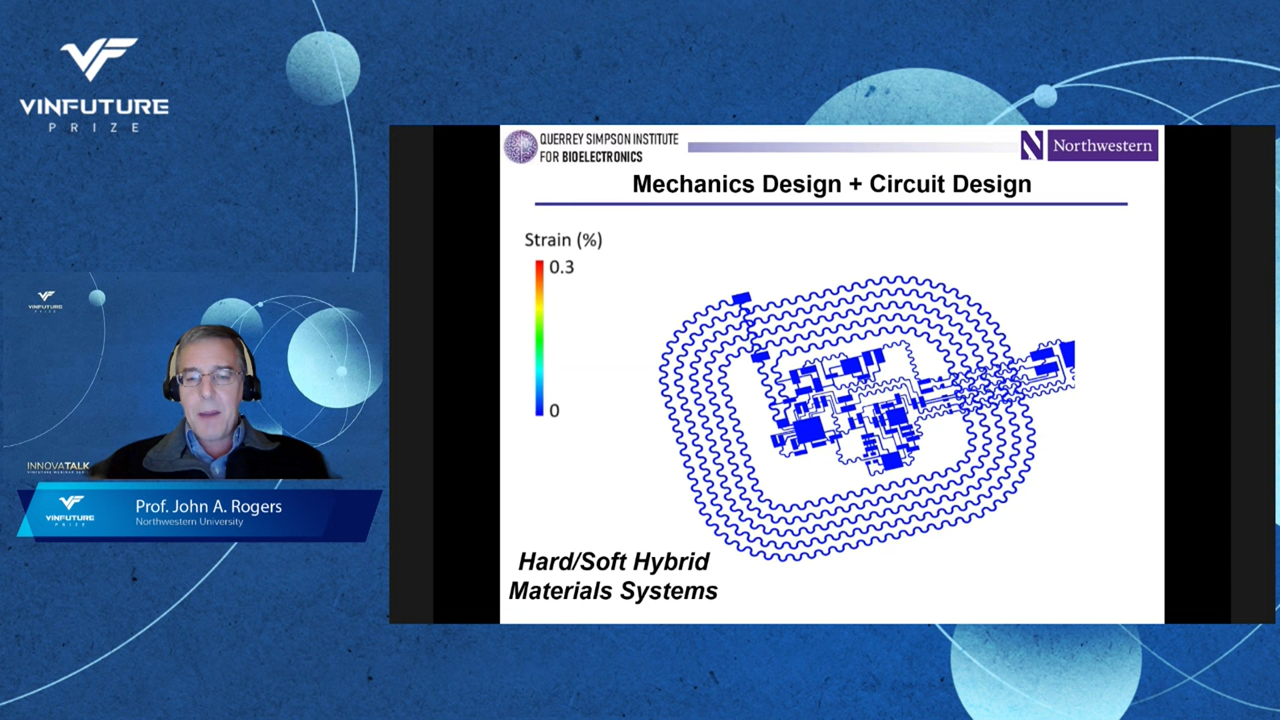 VINFUTURE
PRIZE
QUERREY SIMPSON INSTITUTE
FOR BIOELECTRONICS
N Northwestern
Mechanics Design + Circuit Design
Strain (%)
0.3
0
Hard/Soft Hybrid
Materials Systems
VINFUTURE
INNOVATALK
VINFUTURE
PRIZE
Prof. John A. Rogers
Northwestern University